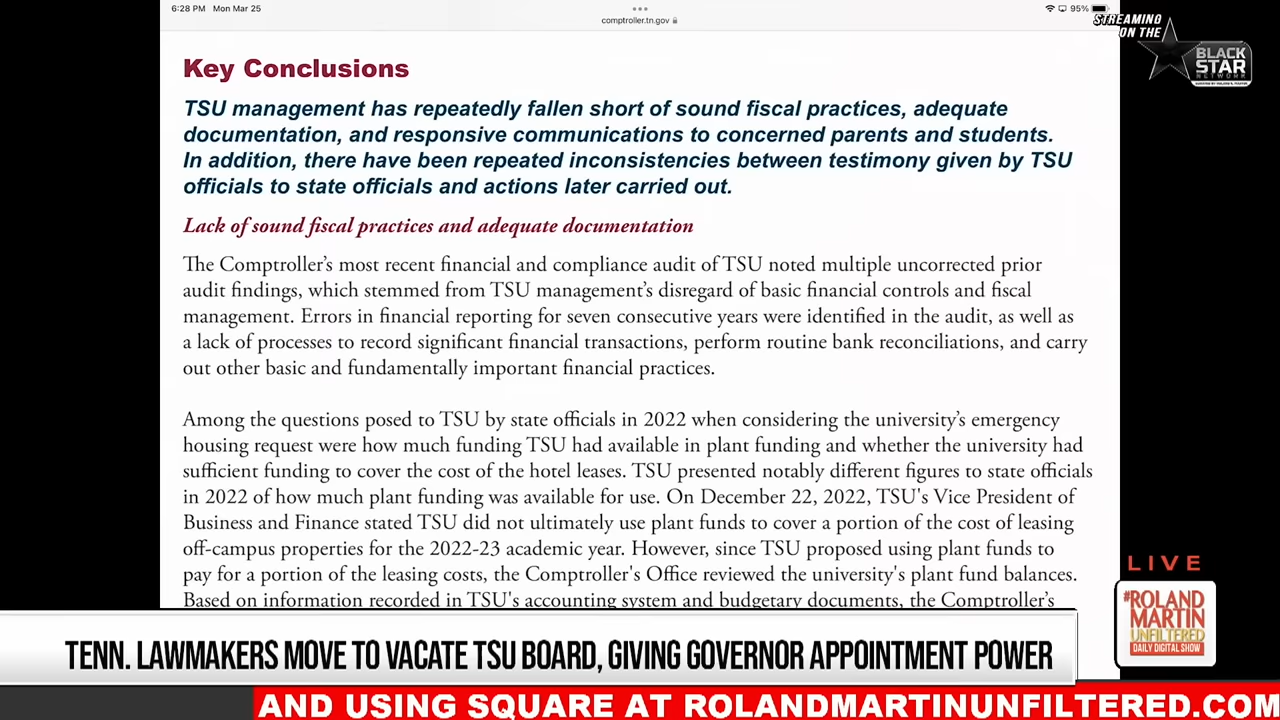 6:28 PM Mon Mar 25
comptroller.tn.gov
95%
STREAMING
ON THE
BLACK
STAR
NETWORK
Key Conclusions
TSU management has repeatedly fallen short of sound fiscal practices, adequate
documentation, and responsive communications to concerned parents and students.
In addition, there have been repeated inconsistencies between testimony given by TSU
officials to state officials and actions later carried out.
Lack of sound fiscal practices and adequate documentation
The Comptroller's most recent financial and compliance audit of TSU noted multiple uncorrected prior
audit findings, which stemmed from TSU management's disregard of basic financial controls and fiscal
management. Errors in financial reporting for seven consecutive years were identified in the audit, as well as
a lack of processes to record significant financial transactions, perform routine bank reconciliations, and carry
out other basic and fundamentally important financial practices.
Among the questions posed to TSU by state officials in 2022 when considering the university's emergency
housing request were how much funding TSU had available in plant funding and whether the university had
sufficient funding to cover the cost of the hotel leases. TSU presented notably different figures to state officials
in 2022 of how much plant funding was available for use. On December 22, 2022, TSU's Vice President of
Business and Finance stated TSU did not ultimately use plant funds to cover a portion of the cost of leasing
off-campus properties for the 2022-23 academic year. However, since TSU proposed using plant funds to
pay for a portion of the leasing costs, the Comptroller's Office reviewed the university's plant fund balances.
Based on information recorded in TSU's accounting system and budgetary documents, the Comptroller's
LIVE
#ROLAND
MARTIN
UNFILTERED
DAILY DIGITAL SHOW
TENN. LAWMAKERS MOVE TO VACATE TSU BOARD, GIVING GOVERNOR APPOINTMENT POWER
AND USING SQUARE AT ROLANDMARTINUNFILTERED.COM